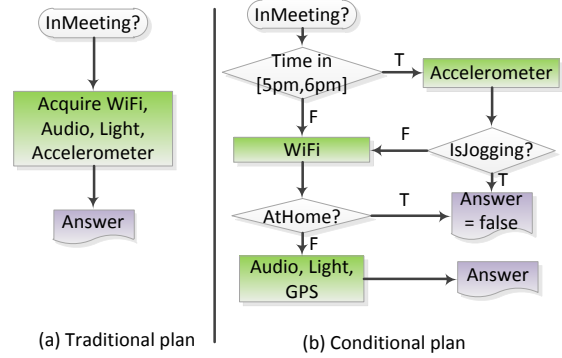 InMeeting?
Acquire WiFi,
Audio, Light,
Accelerometer
Answer
(a) Traditional plan
InMeeting?
Time in
[5pm,6pm]
T
Accelerometer
F
F
WiFi
IsJogging?
T
AtHome?
T
Answer
= false
F
Audio, Light,
GPS
Answer
(b) Conditional plan